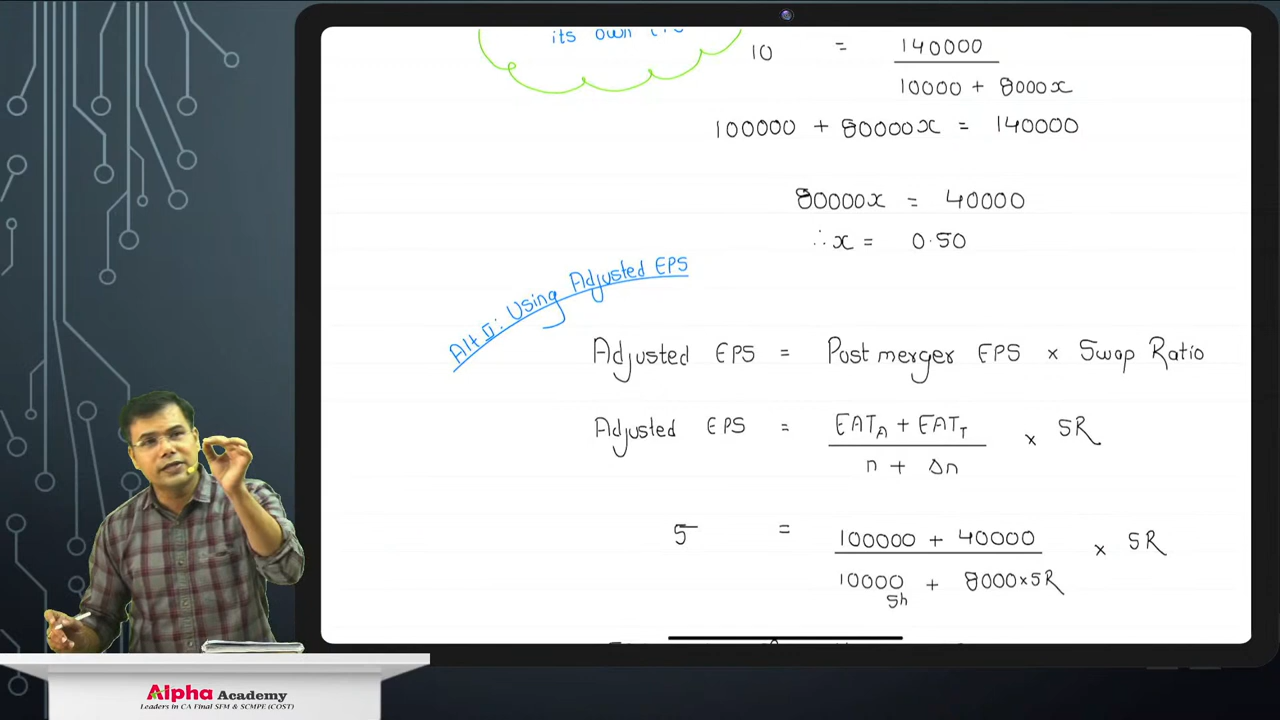 its own
10 = 140000 / 10000 + 8000x
100000 + 80000x = 140000
80000x = 40000
∴ x = 0.50
Alt II: Using Adjusted EPS
Adjusted EPS = Post merger EPS × Swap Ratio
Adjusted EPS = EAT_A + EAT_T / n + Δn × SR
5 = 100000 + 40000 / 10000 sh + 8000×SR × SR
Alpha Academy
Leaders in CA Final SFM & SCMPE (COST)